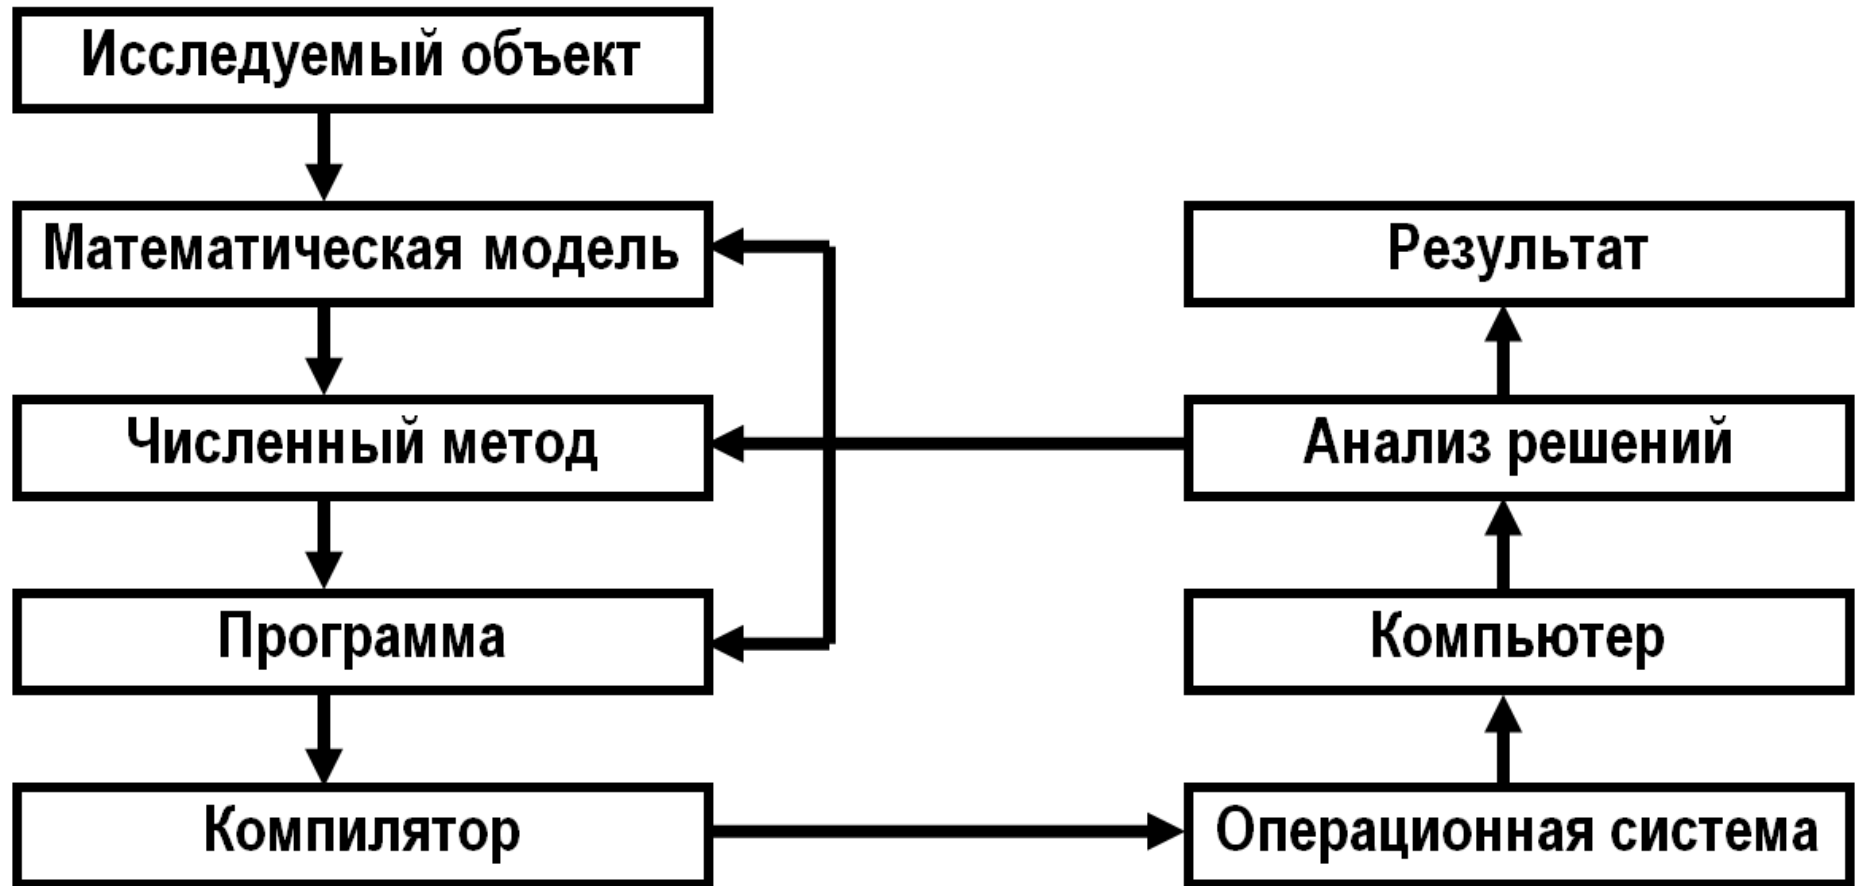 Исследуемый объект
Математическая модель
Численный метод
Программа
Компилятор
Результат
Анализ решений
Компьютер
Операционная система